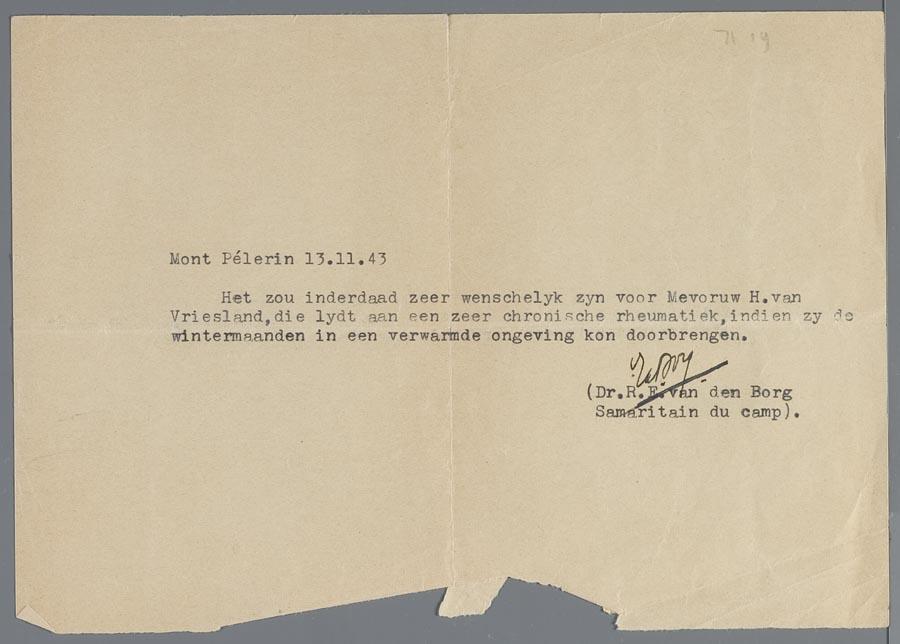 Mont Pélerin 13.11.43
Het zou inderdaad zeer wenschelyk zyn voor Mevoruw H.van
Vriesland,die lydt aan een zeer chronische rheumatiek,indien zy de
wintermaanden in een verwarmde ongeving kon doorbrengen.
(Dr.R.E.van den Borg
Samaritain du camp).